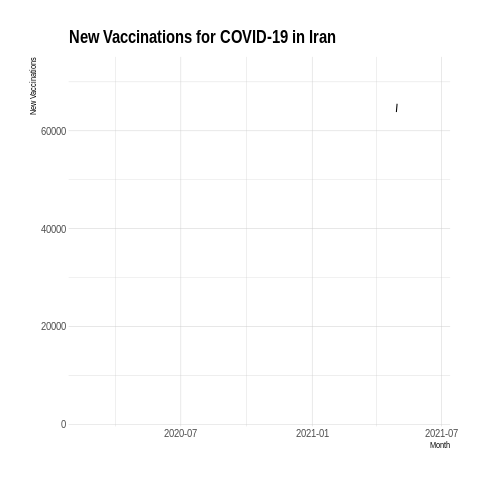 New Vaccinations for COVID-19 in Iran
New Vaccinations
60000
40000
20000
0
2020-07
2021-01
2021-07
Month